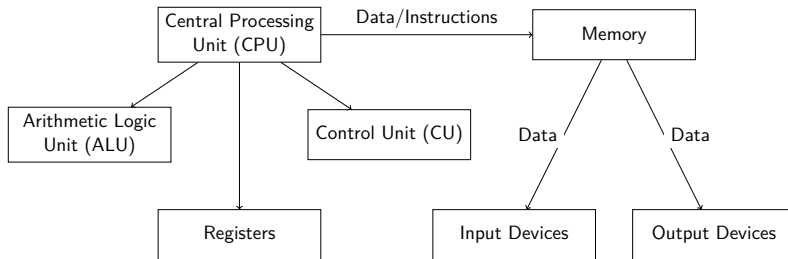 Central Processing
Unit (CPU)
Data/Instructions
Memory
Arithmetic Logic
Unit (ALU)
Control Unit (CU)
Data
Data
Registers
Input Devices
Output Devices